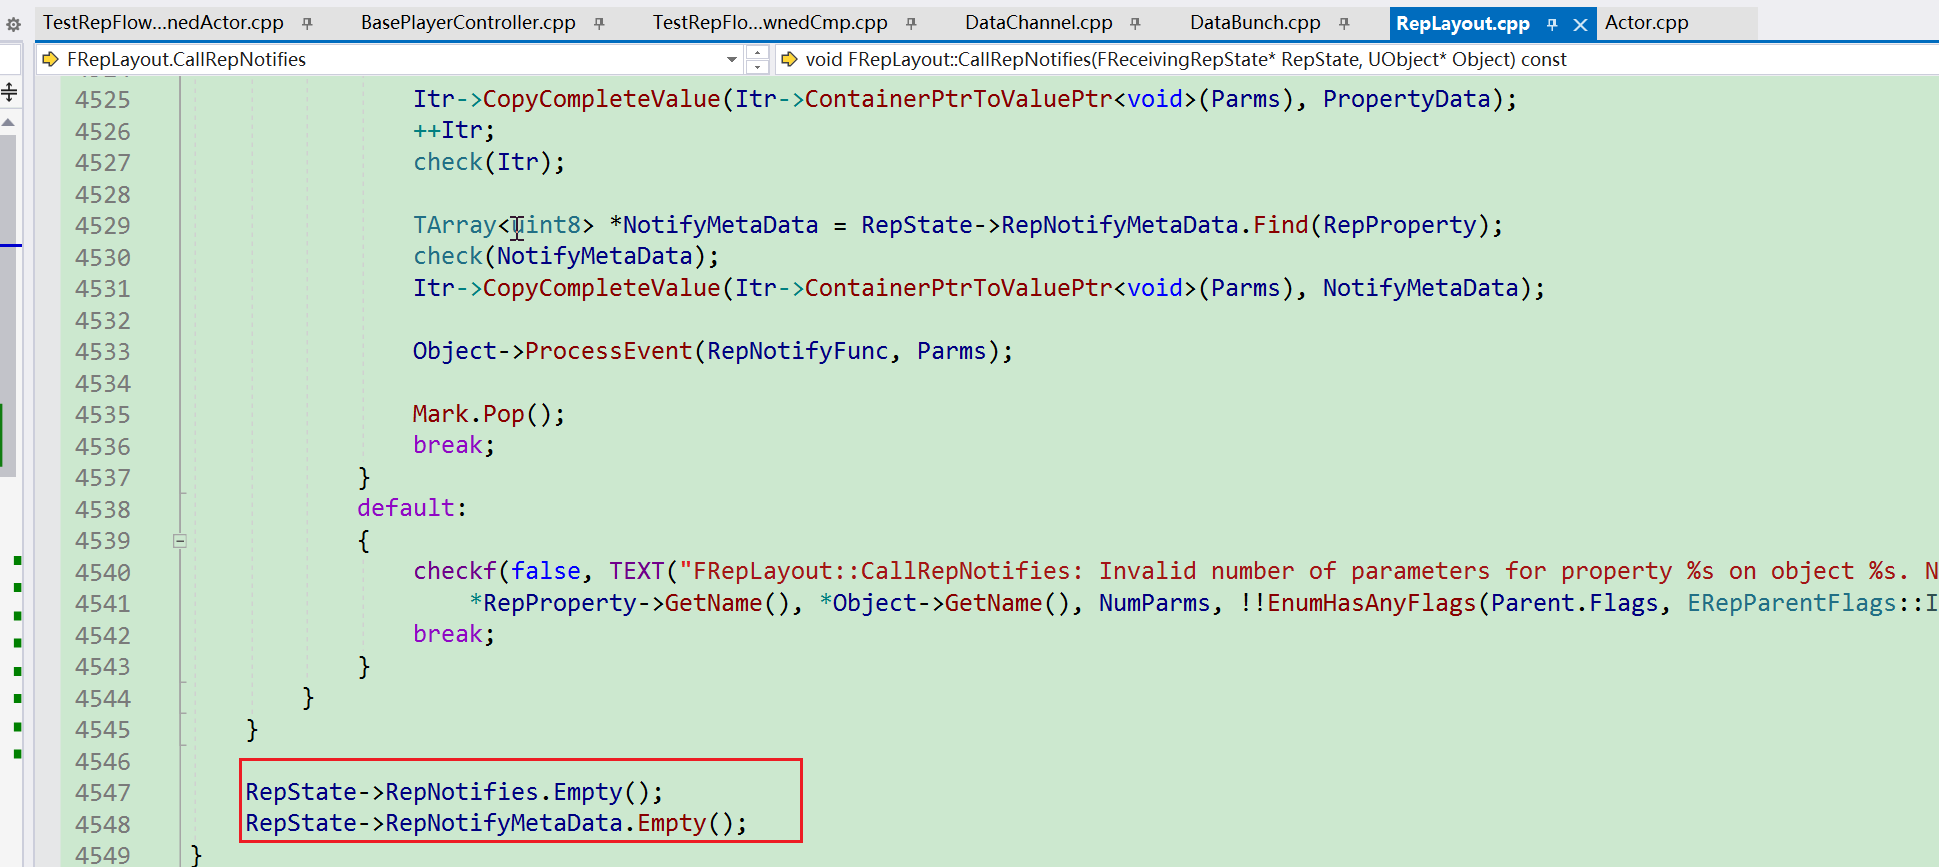 TestRepFlow...nedActor.cpp BasePlayerController.cpp TestRepFlo...wnedCmp.cpp DataChannel.cpp DataBunch.cpp RepLayout.cpp Actor.cpp
FRepLayout.CallRepNotifies void FRepLayout::CallRepNotifies(FReceivingRepState* RepState, UObject* Object) const
4525 Itr->CopyCompleteValue(Itr->ContainerPtrToValuePtr<void>(Parms), PropertyData);
4526 ++Itr;
4527 check(Itr);
4528
4529 TArray<uint8> *NotifyMetaData = RepState->RepNotifyMetaData.Find(RepProperty);
4530 check(NotifyMetaData);
4531 Itr->CopyCompleteValue(Itr->ContainerPtrToValuePtr<void>(Parms), NotifyMetaData);
4532
4533 Object->ProcessEvent(RepNotifyFunc, Parms);
4534
4535 Mark.Pop();
4536 break;
4537 }
4538 default:
4539 {
4540 checkf(false, TEXT("FRepLayout::CallRepNotifies: Invalid number of parameters for property %s on object %s. N
4541 *RepProperty->GetName(), *Object->GetName(), NumParms, !!EnumHasAnyFlags(Parent.Flags, ERepParentFlags::I
4542 break;
4543 }
4544 }
4545 }
4546
4547 RepState->RepNotifies.Empty();
4548 RepState->RepNotifyMetaData.Empty();
4549 }